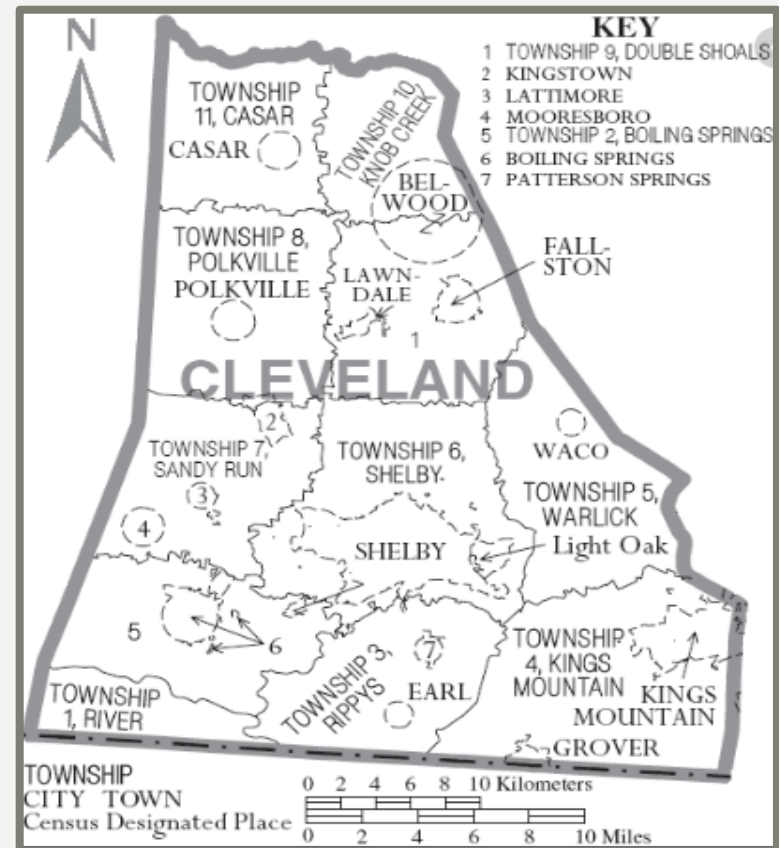 N
KEY
1 TOWNSHIP 9, DOUBLE SHOALS
2 KINGSTOWN
3 LATTIMORE
4 MOORESBORO
5 TOWNSHIP 2, BOILING SPRINGS
6 BOILING SPRINGS
7 PATTERSON SPRINGS
TOWNSHIP
11, CASAR
CASAR
TOWNSHIP 10
KNOB CREEK
BEL-
WOOD
TOWNSHIP 8,
POLKVILLE
POLKVILLE
LAWN-
DALE
FALL-
STON
1
CLEVELAND
2
TOWNSHIP 7,
SANDY RUN
3
4
TOWNSHIP 6,
SHELBY
WACO
TOWNSHIP 5,
WARLICK
SHELBY
Light Oak
5
6
7
TOWNSHIP 3,
RIPPYS
EARL
TOWNSHIP
4, KINGS
MOUNTAIN
KINGS
MOUNTAIN
TOWNSHIP
1, RIVER
GROVER
TOWNSHIP
CITY TOWN
Census Designated Place
0 2 4 6 8 10 Kilometers
0 2 4 6 8 10 Miles